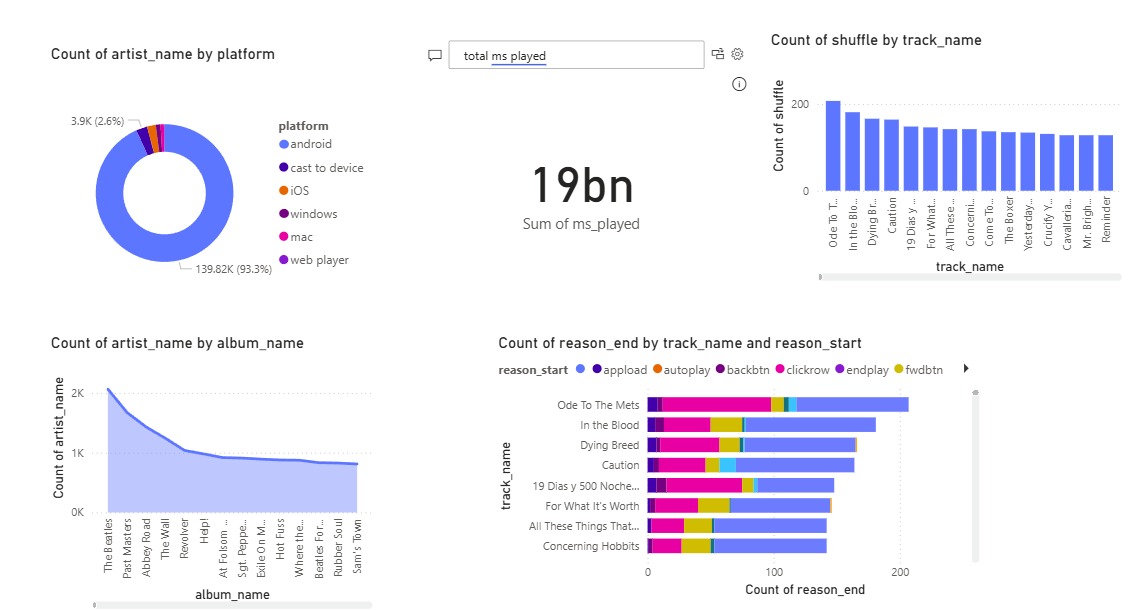 Count of artist_name by platform
3.9K (2.6%)
139.82K (93.3%)
platform
android
cast to device
iOS
windows
mac
web player
total ms played
19bn
Sum of ms_played
Count of shuffle by track_name
Count of shuffle
200
0
Ode To T...
In the Blo...
Dying Br...
Caution
19 Dias y ...
For What...
All These ...
Concerni...
Come To...
The Boxer
Yesterday...
Crucify Y...
Cavalleria...
Mr. Brigh...
Reminder
track_name
Count of artist_name by album_name
Count of artist_name
2K
1K
0K
The Beatles
Past Masters
Abbey Road
The Wall
Revolver
Help!
At Folsom ...
Sgt. Peppe...
Exile On M...
Hot Fuss
Where the...
Beatles For...
Rubber Soul
Sam's Town
album_name
Count of reason_end by track_name and reason_start
reason_start appload autoplay backbtn clickrow endplay fwdbtn
track_name
Ode To The Mets
In the Blood
Dying Breed
Caution
19 Dias y 500 Noche...
For What It's Worth
All These Things That...
Concerning Hobbits
0 100 200
Count of reason_end